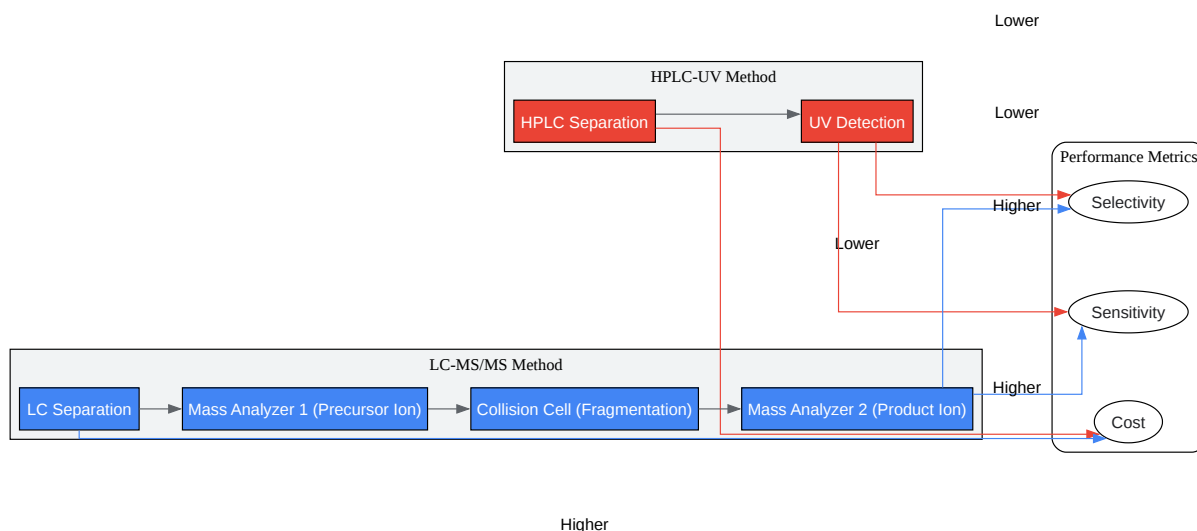 Lower
HPLC-UV Method
HPLC Separation
UV Detection
Lower
Performance Metrics
Selectivity
Higher
Lower
Sensitivity
LC-MS/MS Method
LC Separation
Mass Analyzer 1 (Precursor Ion)
Collision Cell (Fragmentation)
Mass Analyzer 2 (Product Ion)
Higher
Cost
Higher